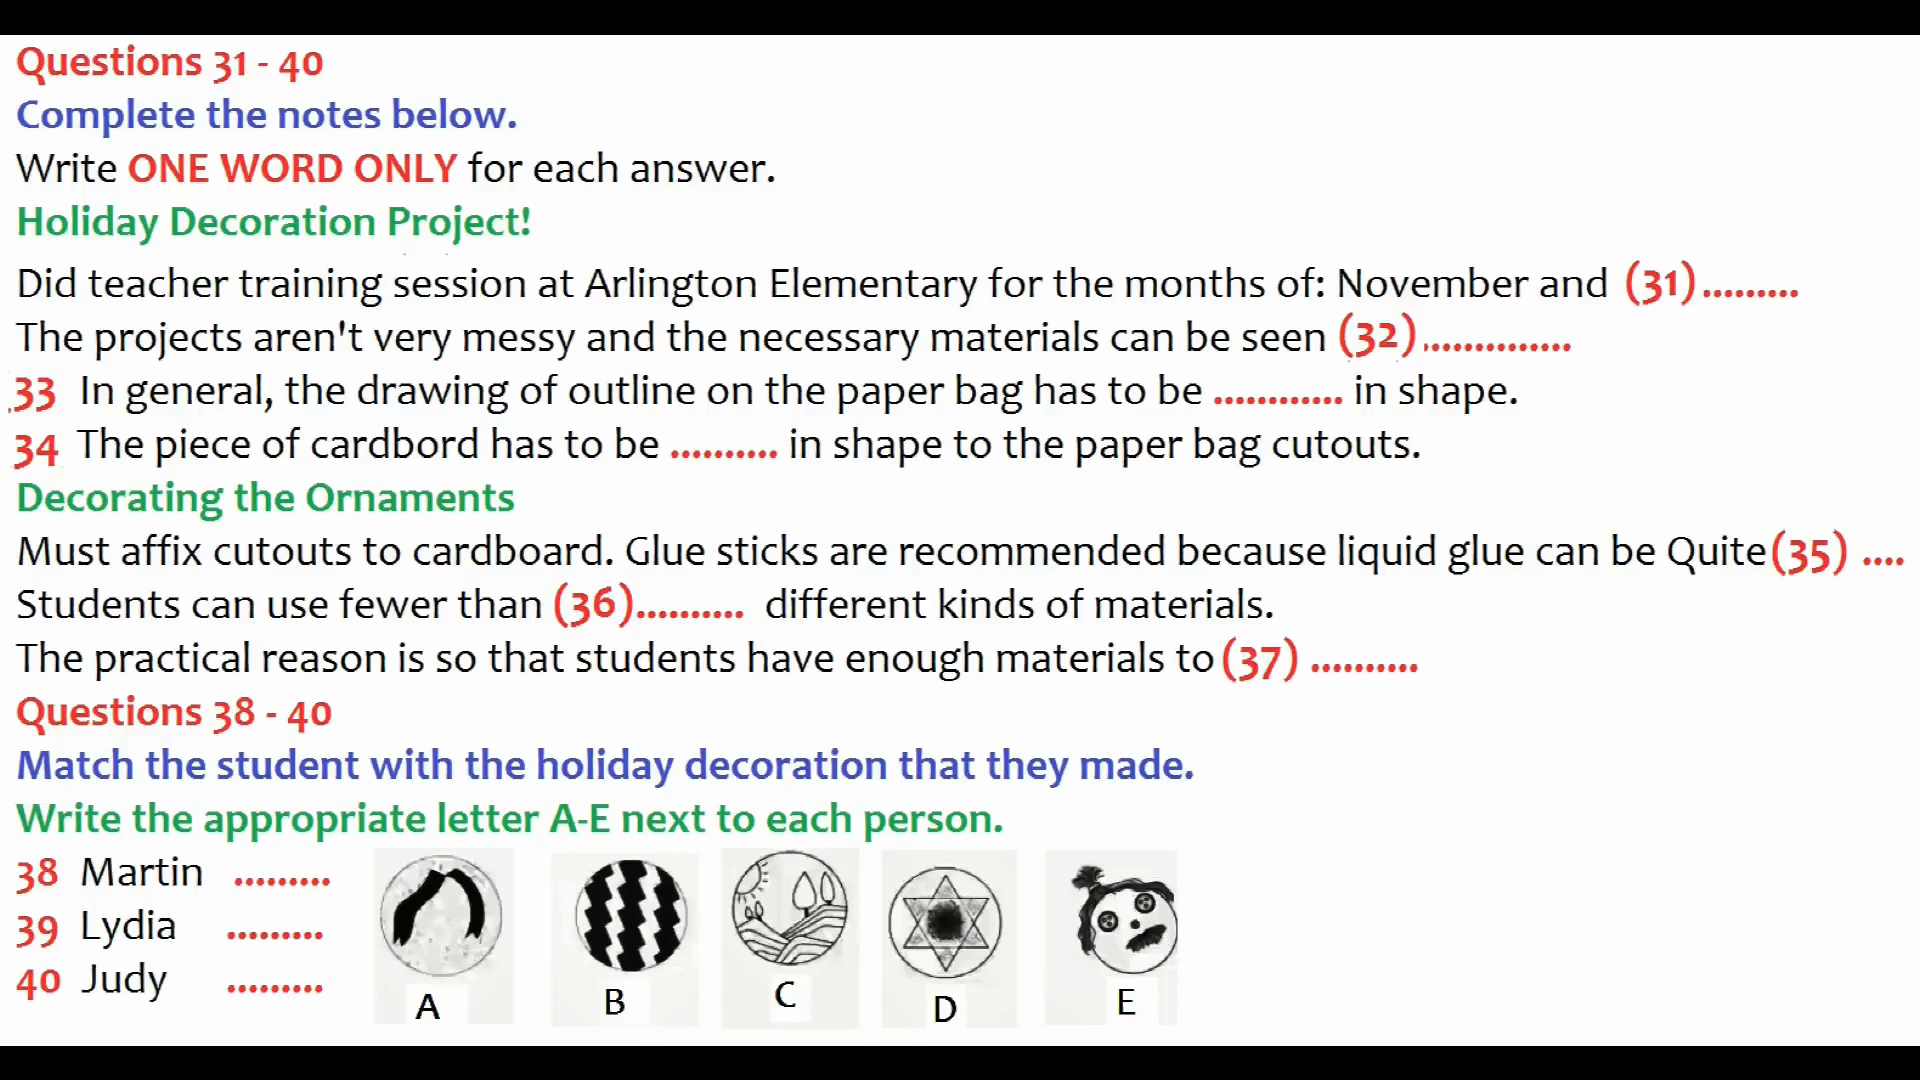 Questions 31 - 40
Complete the notes below.
Write ONE WORD ONLY for each answer.
Holiday Decoration Project!
Did teacher training session at Arlington Elementary for the months of: November and (31).........
The projects aren't very messy and the necessary materials can be seen (32)..............
33 In general, the drawing of outline on the paper bag has to be ............ in shape.
34 The piece of cardbord has to be .......... in shape to the paper bag cutouts.
Decorating the Ornaments
Must affix cutouts to cardboard. Glue sticks are recommended because liquid glue can be Quite (35) ....
Students can use fewer than (36).......... different kinds of materials.
The practical reason is so that students have enough materials to (37) ..........
Questions 38 - 40
Match the student with the holiday decoration that they made.
Write the appropriate letter A-E next to each person.
38 Martin .........
39 Lydia .........
40 Judy .........
A B C D E